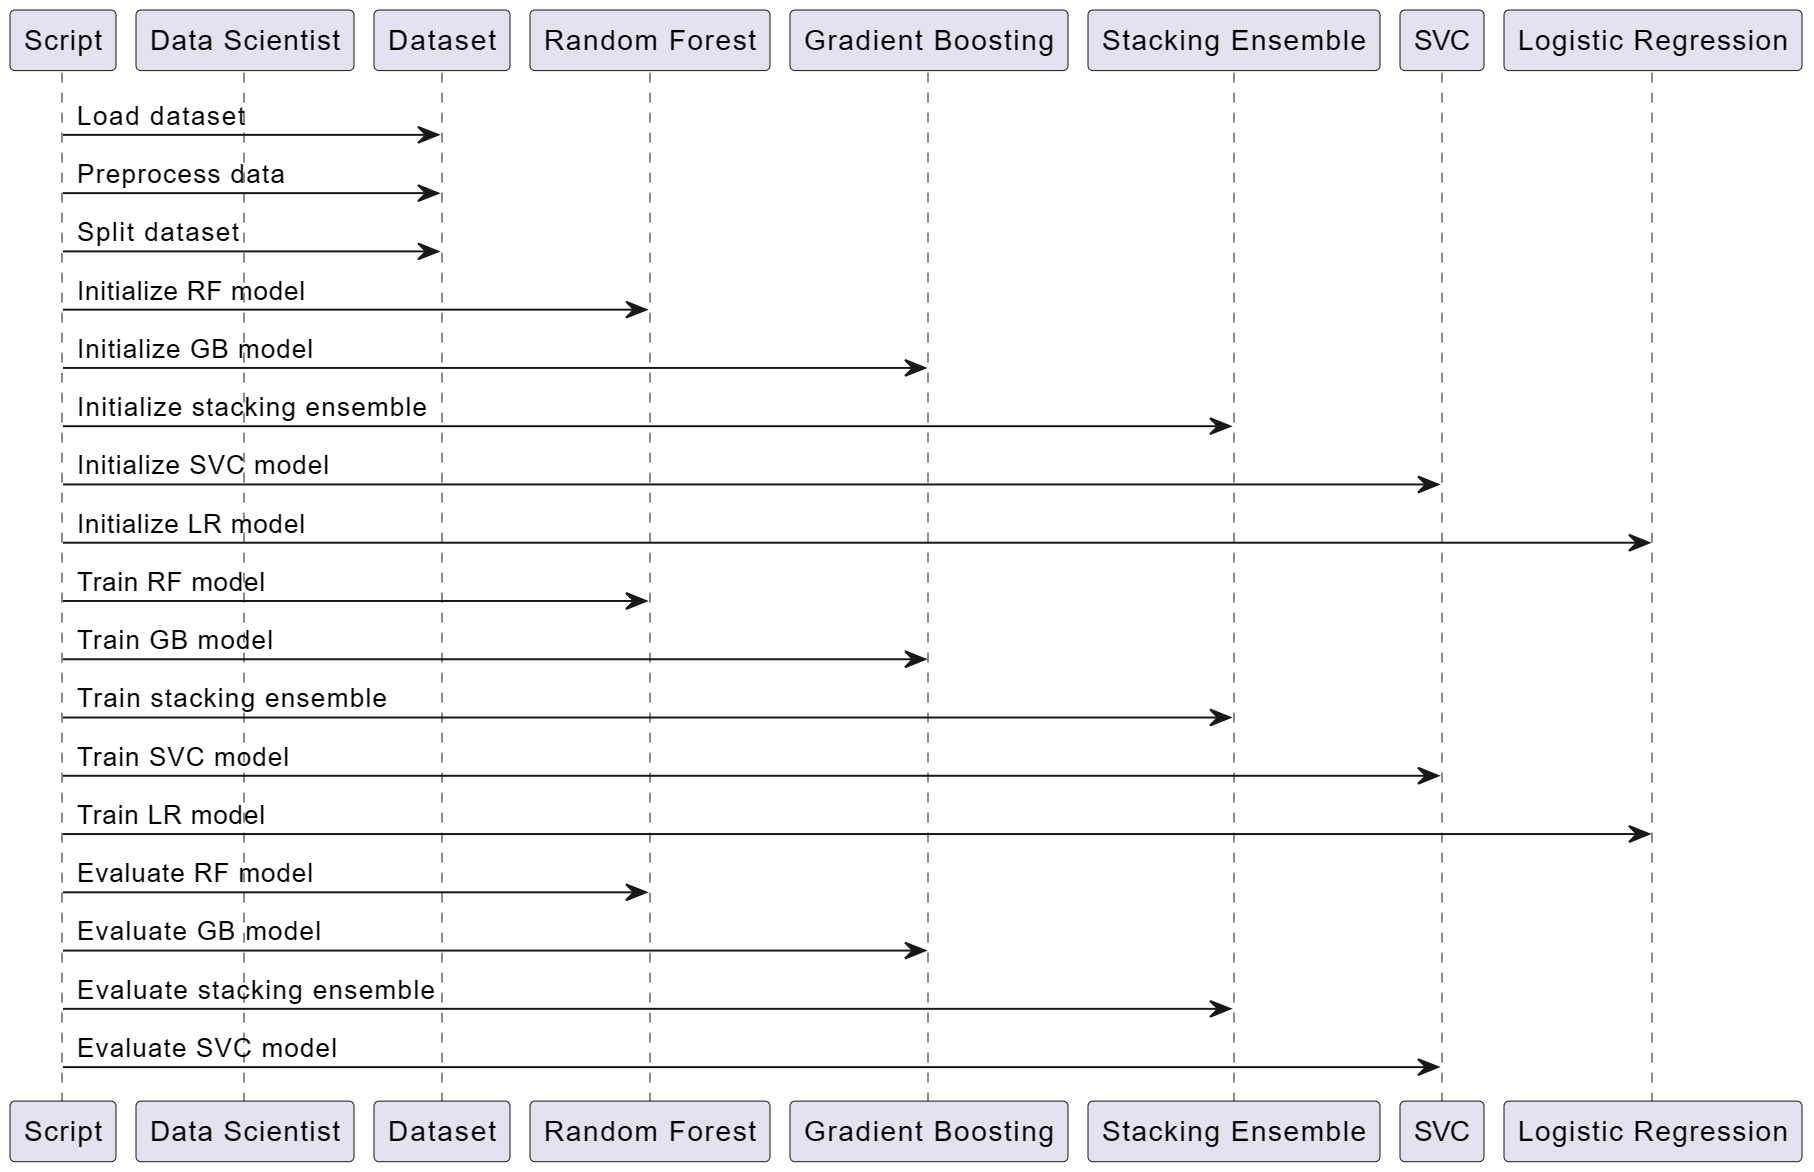 Script Data Scientist Dataset Random Forest Gradient Boosting Stacking Ensemble SVC Logistic Regression
Load dataset
Preprocess data
Split dataset
Initialize RF model
Initialize GB model
Initialize stacking ensemble
Initialize SVC model
Initialize LR model
Train RF model
Train GB model
Train stacking ensemble
Train SVC model
Train LR model
Evaluate RF model
Evaluate GB model
Evaluate stacking ensemble
Evaluate SVC model
Script Data Scientist Dataset Random Forest Gradient Boosting Stacking Ensemble SVC Logistic Regression